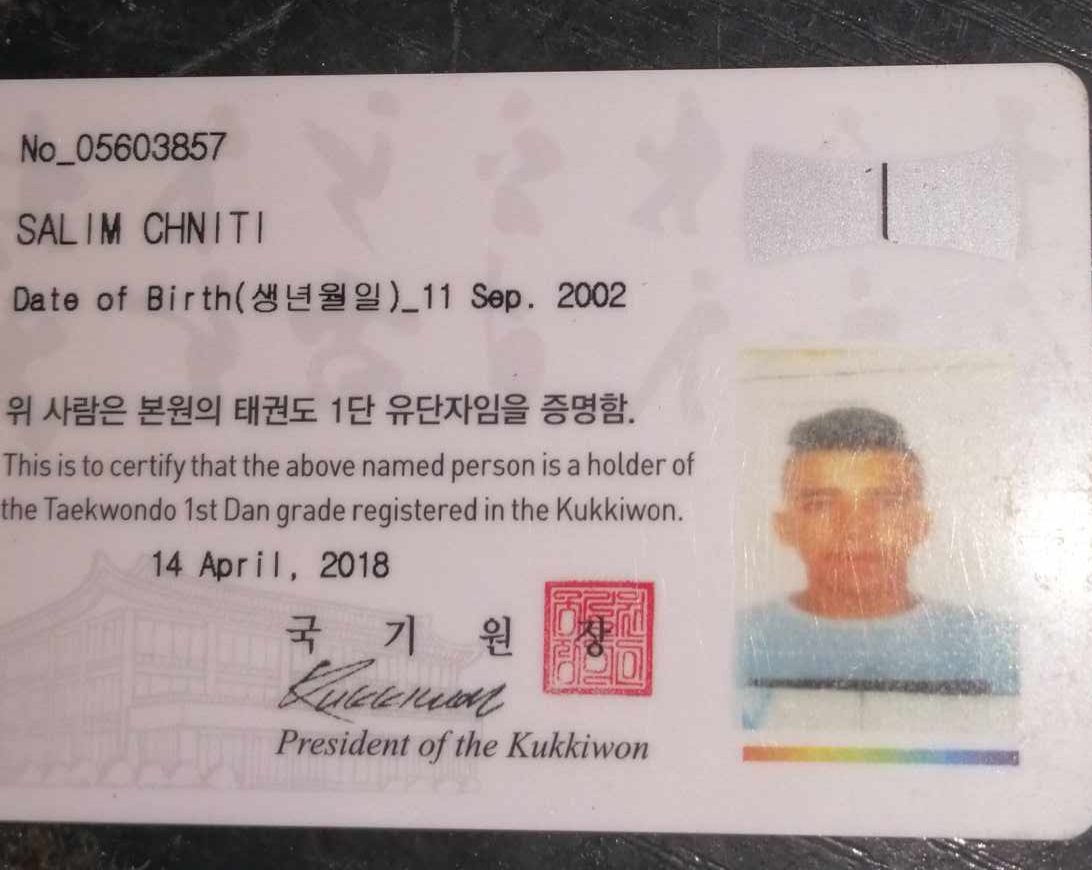 No_05603857
SALIM CHNITI
Date of Birth(생년월일)_11 Sep. 2002
위 사람은 본원의 태권도 1단 유단자임을 증명함.
This is to certify that the above named person is a holder of
the Taekwondo 1st Dan grade registered in the Kukkiwon.
14 April, 2018
국 기 원 장
Kukkiwon
President of the Kukkiwon